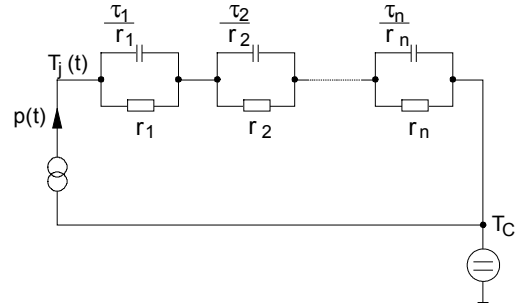 τ1 τ2 τn
r1 r2 rn
Tj (t)
p(t)
r1 r2 rn
TC